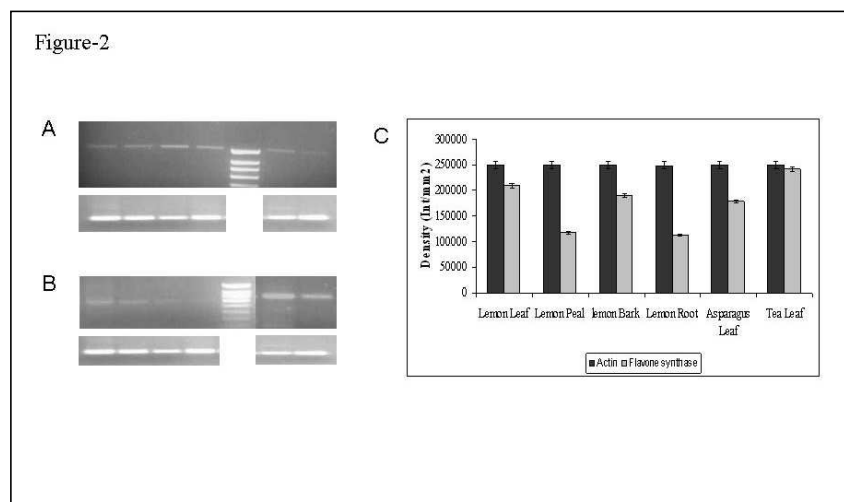 Figure-2
A
B
C
300000
250000
200000
150000
100000
50000
0
Density (Int/mm2)
Lemon Leaf Lemon Peal lemon Bark Lemon Root Asparagus Leaf Tea Leaf
Actin Flavone synthase